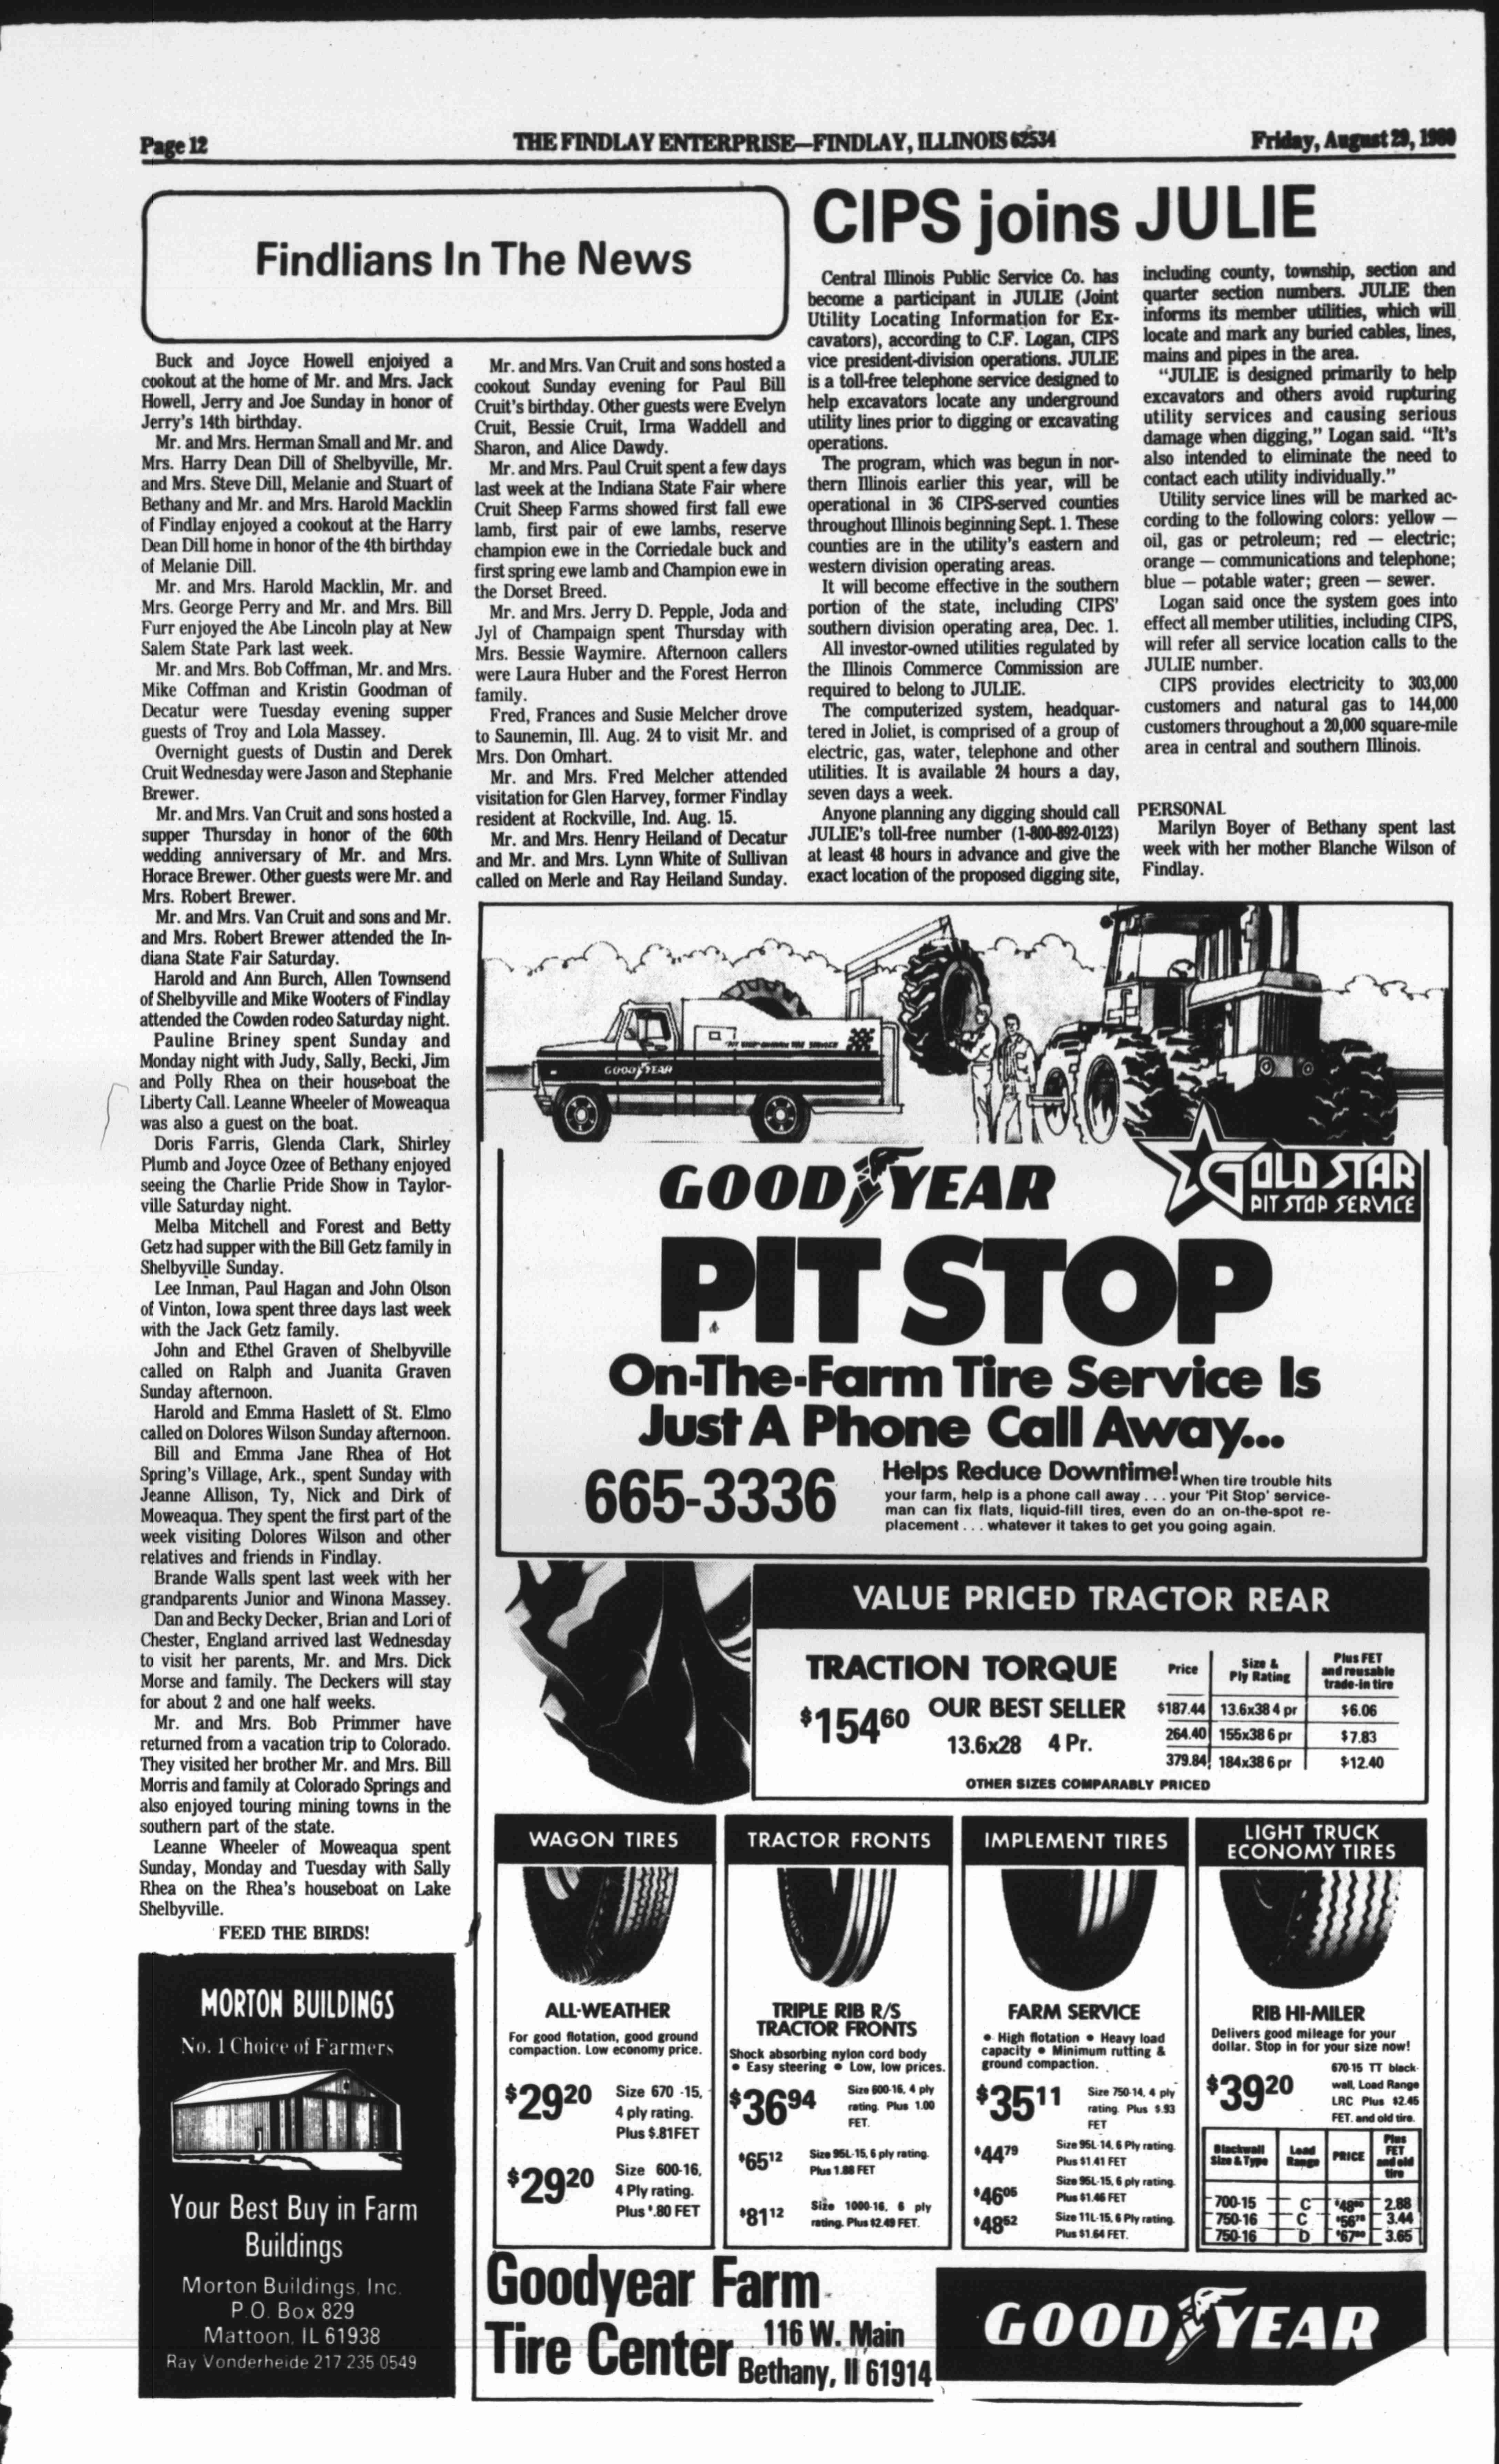 Page 12
THE FINDLAY ENTERPRISE—FINDLAY, ILLINOIS 62534
Friday, August 29, 1980
Findlians In The News
Buck and Joyce Howell enjoiyed a
cookout at the home of Mr. and Mrs. Jack
Howell, Jerry and Joe Sunday in honor of
Jerry's 14th birthday.
Mr. and Mrs. Herman Small and Mr. and
Mrs. Harry Dean Dill of Shelbyville, Mr.
and Mrs. Steve Dill, Melanie and Stuart of
Bethany and Mr. and Mrs. Harold Macklin
of Findlay enjoyed a cookout at the Harry
Dean Dill home in honor of the 4th birthday
of Melanie Dill.
Mr. and Mrs. Harold Macklin, Mr. and
Mrs. George Perry and Mr. and Mrs. Bill
Furr enjoyed the Abe Lincoln play at New
Salem State Park last week.
Mr. and Mrs. Bob Coffman, Mr. and Mrs.
Mike Coffman and Kristin Goodman of
Decatur were Tuesday evening supper
guests of Troy and Lola Massey.
Overnight guests of Dustin and Derek
Cruit Wednesday were Jason and Stephanie
Brewer.
Mr. and Mrs. Van Cruit and sons hosted a
supper Thursday in honor of the 60th
wedding anniversary of Mr. and Mrs.
Horace Brewer. Other guests were Mr. and
Mrs. Robert Brewer.
Mr. and Mrs. Van Cruit and sons and Mr.
and Mrs. Robert Brewer attended the In-
diana State Fair Saturday.
Harold and Ann Burch, Allen Townsend
of Shelbyville and Mike Wooters of Findlay
attended the Cowden rodeo Saturday night.
Pauline Briney spent Sunday and
Monday night with Judy, Sally, Becki, Jim
and Polly Rhea on their houseboat the
Liberty Call. Leanne Wheeler of Moweaqua
was also a guest on the boat.
Doris Farris, Glenda Clark, Shirley
Plumb and Joyce Ozee of Bethany enjoyed
seeing the Charlie Pride Show in Taylor-
ville Saturday night.
Melba Mitchell and Forest and Betty
Getz had supper with the Bill Getz family in
Shelbyville Sunday.
Lee Inman, Paul Hagan and John Olson
of Vinton, Iowa spent three days last week
with the Jack Getz family.
John and Ethel Graven of Shelbyville
called on Ralph and Juanita Graven
Sunday afternoon.
Harold and Emma Haslett of St. Elmo
called on Dolores Wilson Sunday afternoon.
Bill and Emma Jane Rhea of Hot
Spring's Village, Ark., spent Sunday with
Jeanne Allison, Ty, Nick and Dirk of
Moweaqua. They spent the first part of the
week visiting Dolores Wilson and other
relatives and friends in Findlay.
Brande Walls spent last week with her
grandparents Junior and Winona Massey.
Dan and Becky Decker, Brian and Lori of
Chester, England arrived last Wednesday
to visit her parents, Mr. and Mrs. Dick
Morse and family. The Deckers will stay
for about 2 and one half weeks.
Mr. and Mrs. Bob Primmer have
returned from a vacation trip to Colorado.
They visited her brother Mr. and Mrs. Bill
Morris and family at Colorado Springs and
also enjoyed touring mining towns in the
southern part of the state.
Leanne Wheeler of Moweaqua spent
Sunday, Monday and Tuesday with Sally
Rhea on the Rhea's houseboat on Lake
Shelbyville.
FEED THE BIRDS!
Mr. and Mrs. Van Cruit and sons hosted a
cookout Sunday evening for Paul Bill
Cruit's birthday. Other guests were Evelyn
Cruit, Bessie Cruit, Irma Waddell and
Sharon, and Alice Dawdy.
Mr. and Mrs. Paul Cruit spent a few days
last week at the Indiana State Fair where
Cruit Sheep Farms showed first fall ewe
lamb, first pair of ewe lambs, reserve
champion ewe in the Corriedale buck and
first spring ewe lamb and Champion ewe in
the Dorset Breed.
Mr. and Mrs. Jerry D. Pepple, Joda and
Jyl of Champaign spent Thursday with
Mrs. Bessie Waymire. Afternoon callers
were Laura Huber and the Forest Herron
family.
Fred, Frances and Susie Melcher drove
to Saunemin, Ill. Aug. 24 to visit Mr. and
Mrs. Don Omhart.
Mr. and Mrs. Fred Melcher attended
visitation for Glen Harvey, former Findlay
resident at Rockville, Ind. Aug. 15.
Mr. and Mrs. Henry Heiland of Decatur
and Mr. and Mrs. Lynn White of Sullivan
called on Merle and Ray Heiland Sunday.
CIPS joins JULIE
Central Illinois Public Service Co. has
become a participant in JULIE (Joint
Utility Locating Information for Ex-
cavators), according to C.F. Logan, CIPS
vice president-division operations. JULIE
is a toll-free telephone service designed to
help excavators locate any underground
utility lines prior to digging or excavating
operations.
The program, which was begun in nor-
thern Illinois earlier this year, will be
operational in 36 CIPS-served counties
throughout Illinois beginning Sept. 1. These
counties are in the utility's eastern and
western division operating areas.
It will become effective in the southern
portion of the state, including CIPS'
southern division operating area, Dec. 1.
All investor-owned utilities regulated by
the Illinois Commerce Commission are
required to belong to JULIE.
The computerized system, headquar-
tered in Joliet, is comprised of a group of
electric, gas, water, telephone and other
utilities. It is available 24 hours a day,
seven days a week.
Anyone planning any digging should call
JULIE's toll-free number (1-800-892-0123)
at least 48 hours in advance and give the
exact location of the proposed digging site,
including county, township, section and
quarter section numbers. JULIE then
informs its member utilities, which will
locate and mark any buried cables, lines,
mains and pipes in the area.
"JULIE is designed primarily to help
excavators and others avoid rupturing
utility services and causing serious
damage when digging," Logan said. "It's
also intended to eliminate the need to
contact each utility individually."
Utility service lines will be marked ac-
cording to the following colors: yellow —
oil, gas or petroleum; red — electric;
orange — communications and telephone;
blue — potable water; green — sewer.
Logan said once the system goes into
effect all member utilities, including CIPS,
will refer all service location calls to the
JULIE number.
CIPS provides electricity to 303,000
customers and natural gas to 144,000
customers throughout a 20,000 square-mile
area in central and southern Illinois.
PERSONAL
Marilyn Boyer of Bethany spent last
week with her mother Blanche Wilson of
Findlay.
GOODYEAR
GOODYEAR
GOLD STAR
PIT STOP SERVICE
PIT STOP
On-The-Farm Tire Service Is
Just A Phone Call Away...
665-3336
Helps Reduce Downtime! When tire trouble hits
your farm, help is a phone call away . . . your 'Pit Stop' service-
man can fix flats, liquid-fill tires, even do an on-the-spot re-
placement . . . whatever it takes to get you going again.
VALUE PRICED TRACTOR REAR
TRACTION TORQUE
$15460 OUR BEST SELLER
13.6x28 4 Pr.
Price Size & Ply Rating Plus FET and reusable trade-in tire
$187.44 13.6x38 4 pr $6.06
264.40 155x38 6 pr $7.83
379.84 184x38 6 pr $12.40
OTHER SIZES COMPARABLY PRICED
WAGON TIRES
ALL-WEATHER
For good flotation, good ground
compaction. Low economy price.
$2920 Size 670 -15,
4 ply rating.
Plus $.81FET
$2920 Size 600-16,
4 Ply rating.
Plus $.80 FET
TRACTOR FRONTS
TRIPLE RIB R/S
TRACTOR FRONTS
Shock absorbing nylon cord body
• Easy steering • Low, low prices.
$3694 Size 600-16, 4 ply
rating. Plus 1.00
FET.
$6512 Size 95L-15, 6 ply rating.
Plus 1.88 FET
$8112 Size 1000-16, 6 ply
rating. Plus $2.49 FET.
IMPLEMENT TIRES
FARM SERVICE
• High flotation • Heavy load
capacity • Minimum rutting &
ground compaction.
$3511 Size 750-14, 4 ply
rating. Plus $.93
FET
$4479 Size 95L-14, 6 Ply rating.
Plus $1.41 FET
$4605 Size 95L-15, 6 ply rating.
Plus $1.46 FET
$4852 Size 11L-15, 6 Ply rating.
Plus $1.64 FET.
LIGHT TRUCK
ECONOMY TIRES
RIB HI-MILER
Delivers good mileage for your
dollar. Stop in for your size now!
$3920 670-15 TT black-
wall, Load Range
LRC Plus $2.45
FET. and old tire.
Blackwall Size & Type Load Range PRICE Plus FET and old tire
700-15 C 2.88
750-16 C 3.44
750-16 D 3.65
Goodyear Farm
Tire Center
116 W. Main
Bethany, Il 61914
GOODYEAR
MORTON BUILDINGS
No. 1 Choice of Farmers
Your Best Buy in Farm
Buildings
Morton Buildings, Inc.
P.O. Box 829
Mattoon, IL 61938
Ray Vonderheide 217 235 0549